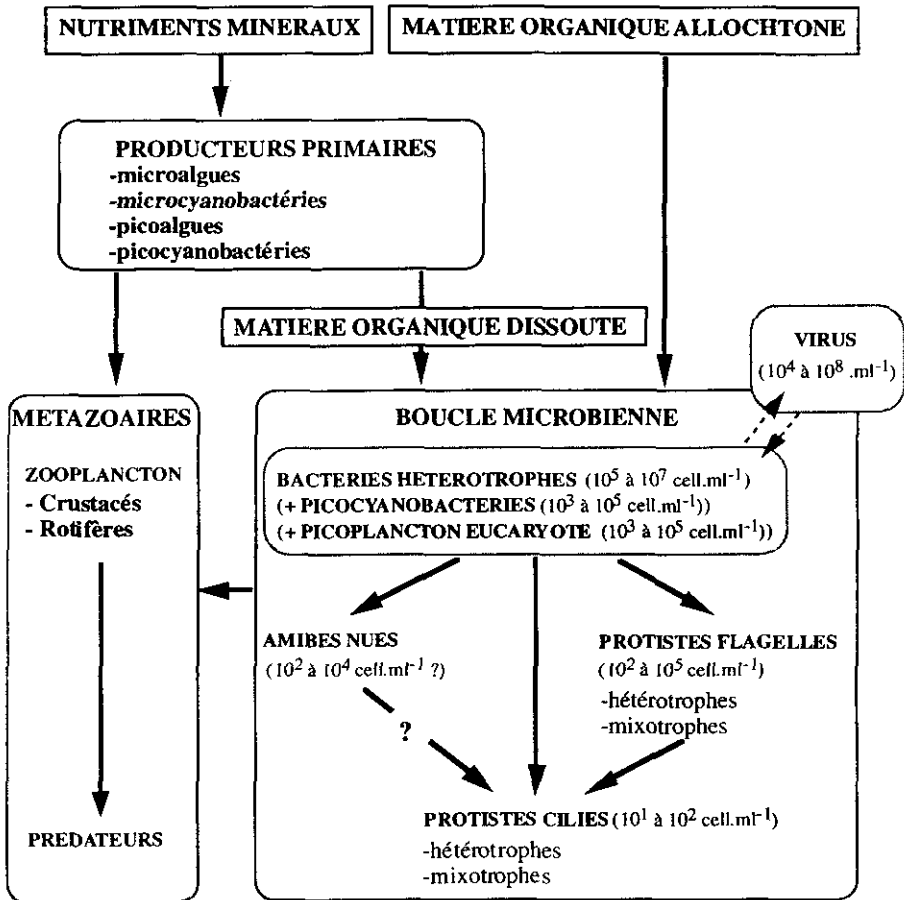 NUTRIMENTS MINERAUX
MATIERE ORGANIQUE ALLOCHTONE
PRODUCTEURS PRIMAIRES
-microalgues
-microcyanobactéries
-picoalgues
-picocyanobactéries
MATIERE ORGANIQUE DISSOUTE
VIRUS
(10⁴ à 10⁸ .ml⁻¹)
METAZOAIRES
ZOOPLANCTON
- Crustacés
- Rotifères
PREDATEURS
BOUCLE MICROBIENNE
BACTERIES HETEROTROPHES (10⁵ à 10⁷ cell.ml⁻¹)
(+ PICOCYANOBACTERIES (10³ à 10⁵ cell.ml⁻¹))
(+ PICOPLANCTON EUCARYOTE (10³ à 10⁵ cell.ml⁻¹))
AMIBES NUES
(10² à 10⁴ cell.ml⁻¹ ?)
?
PROTISTES FLAGELLES
(10² à 10⁵ cell.ml⁻¹)
-hétérotrophes
-mixotrophes
PROTISTES CILIES (10¹ à 10² cell.ml⁻¹)
-hétérotrophes
-mixotrophes